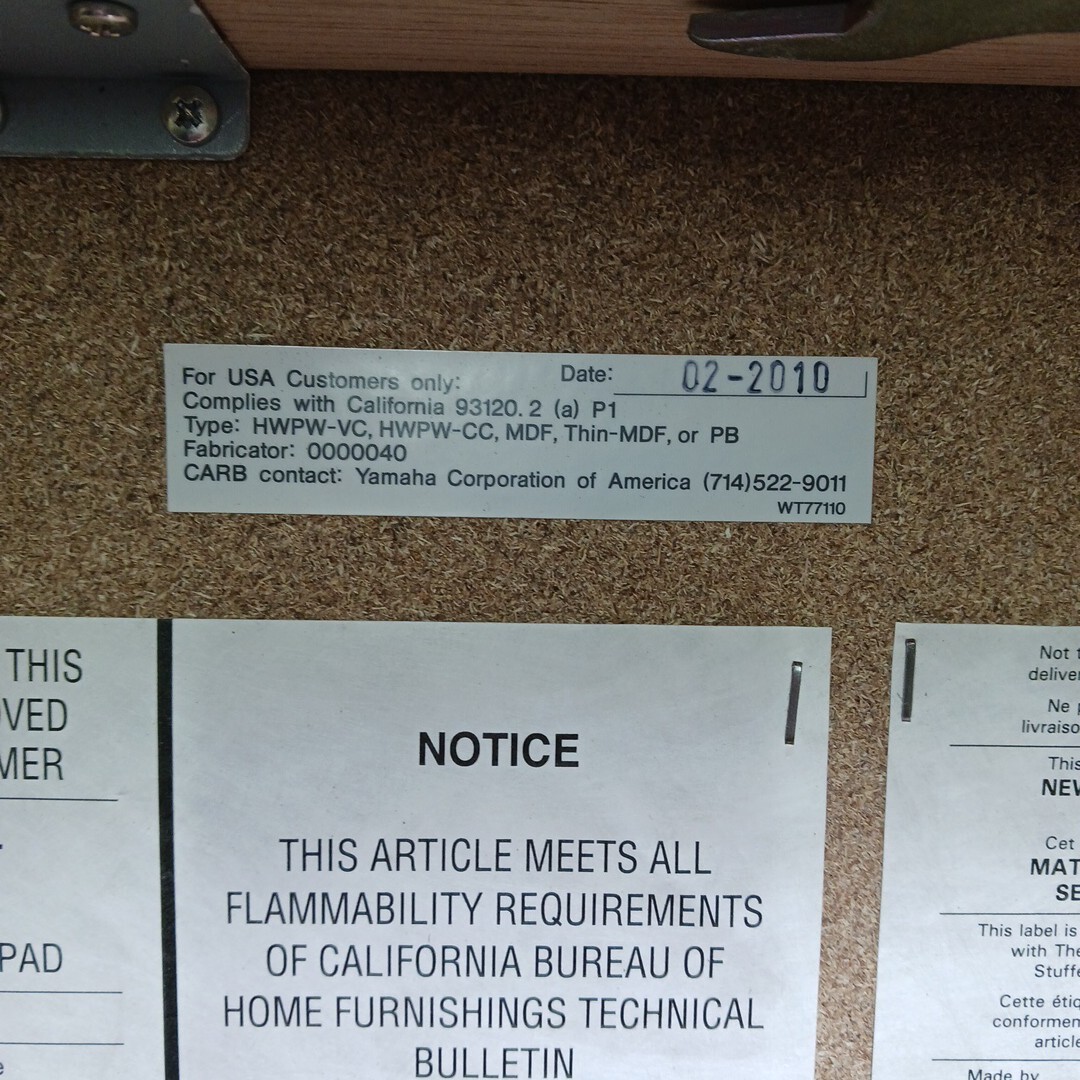 For USA Customers only: Date: 02-2010
Complies with California 93120.2 (a) P1
Type: HWPW-VC, HWPW-CC, MDF, Thin-MDF, or PB
Fabricator: 0000040
CARB contact: Yamaha Corporation of America (714)522-9011
WT77110
THIS
OVED
MER
PAD
NOTICE
THIS ARTICLE MEETS ALL
FLAMMABILITY REQUIREMENTS
OF CALIFORNIA BUREAU OF
HOME FURNISHINGS TECHNICAL
BULLETIN
Not
deliver
Ne
livraiso
This
NEW
Cet
MAT
SE
This label is
with The
Stuffe
Cette étiq
conformen
article
Made by